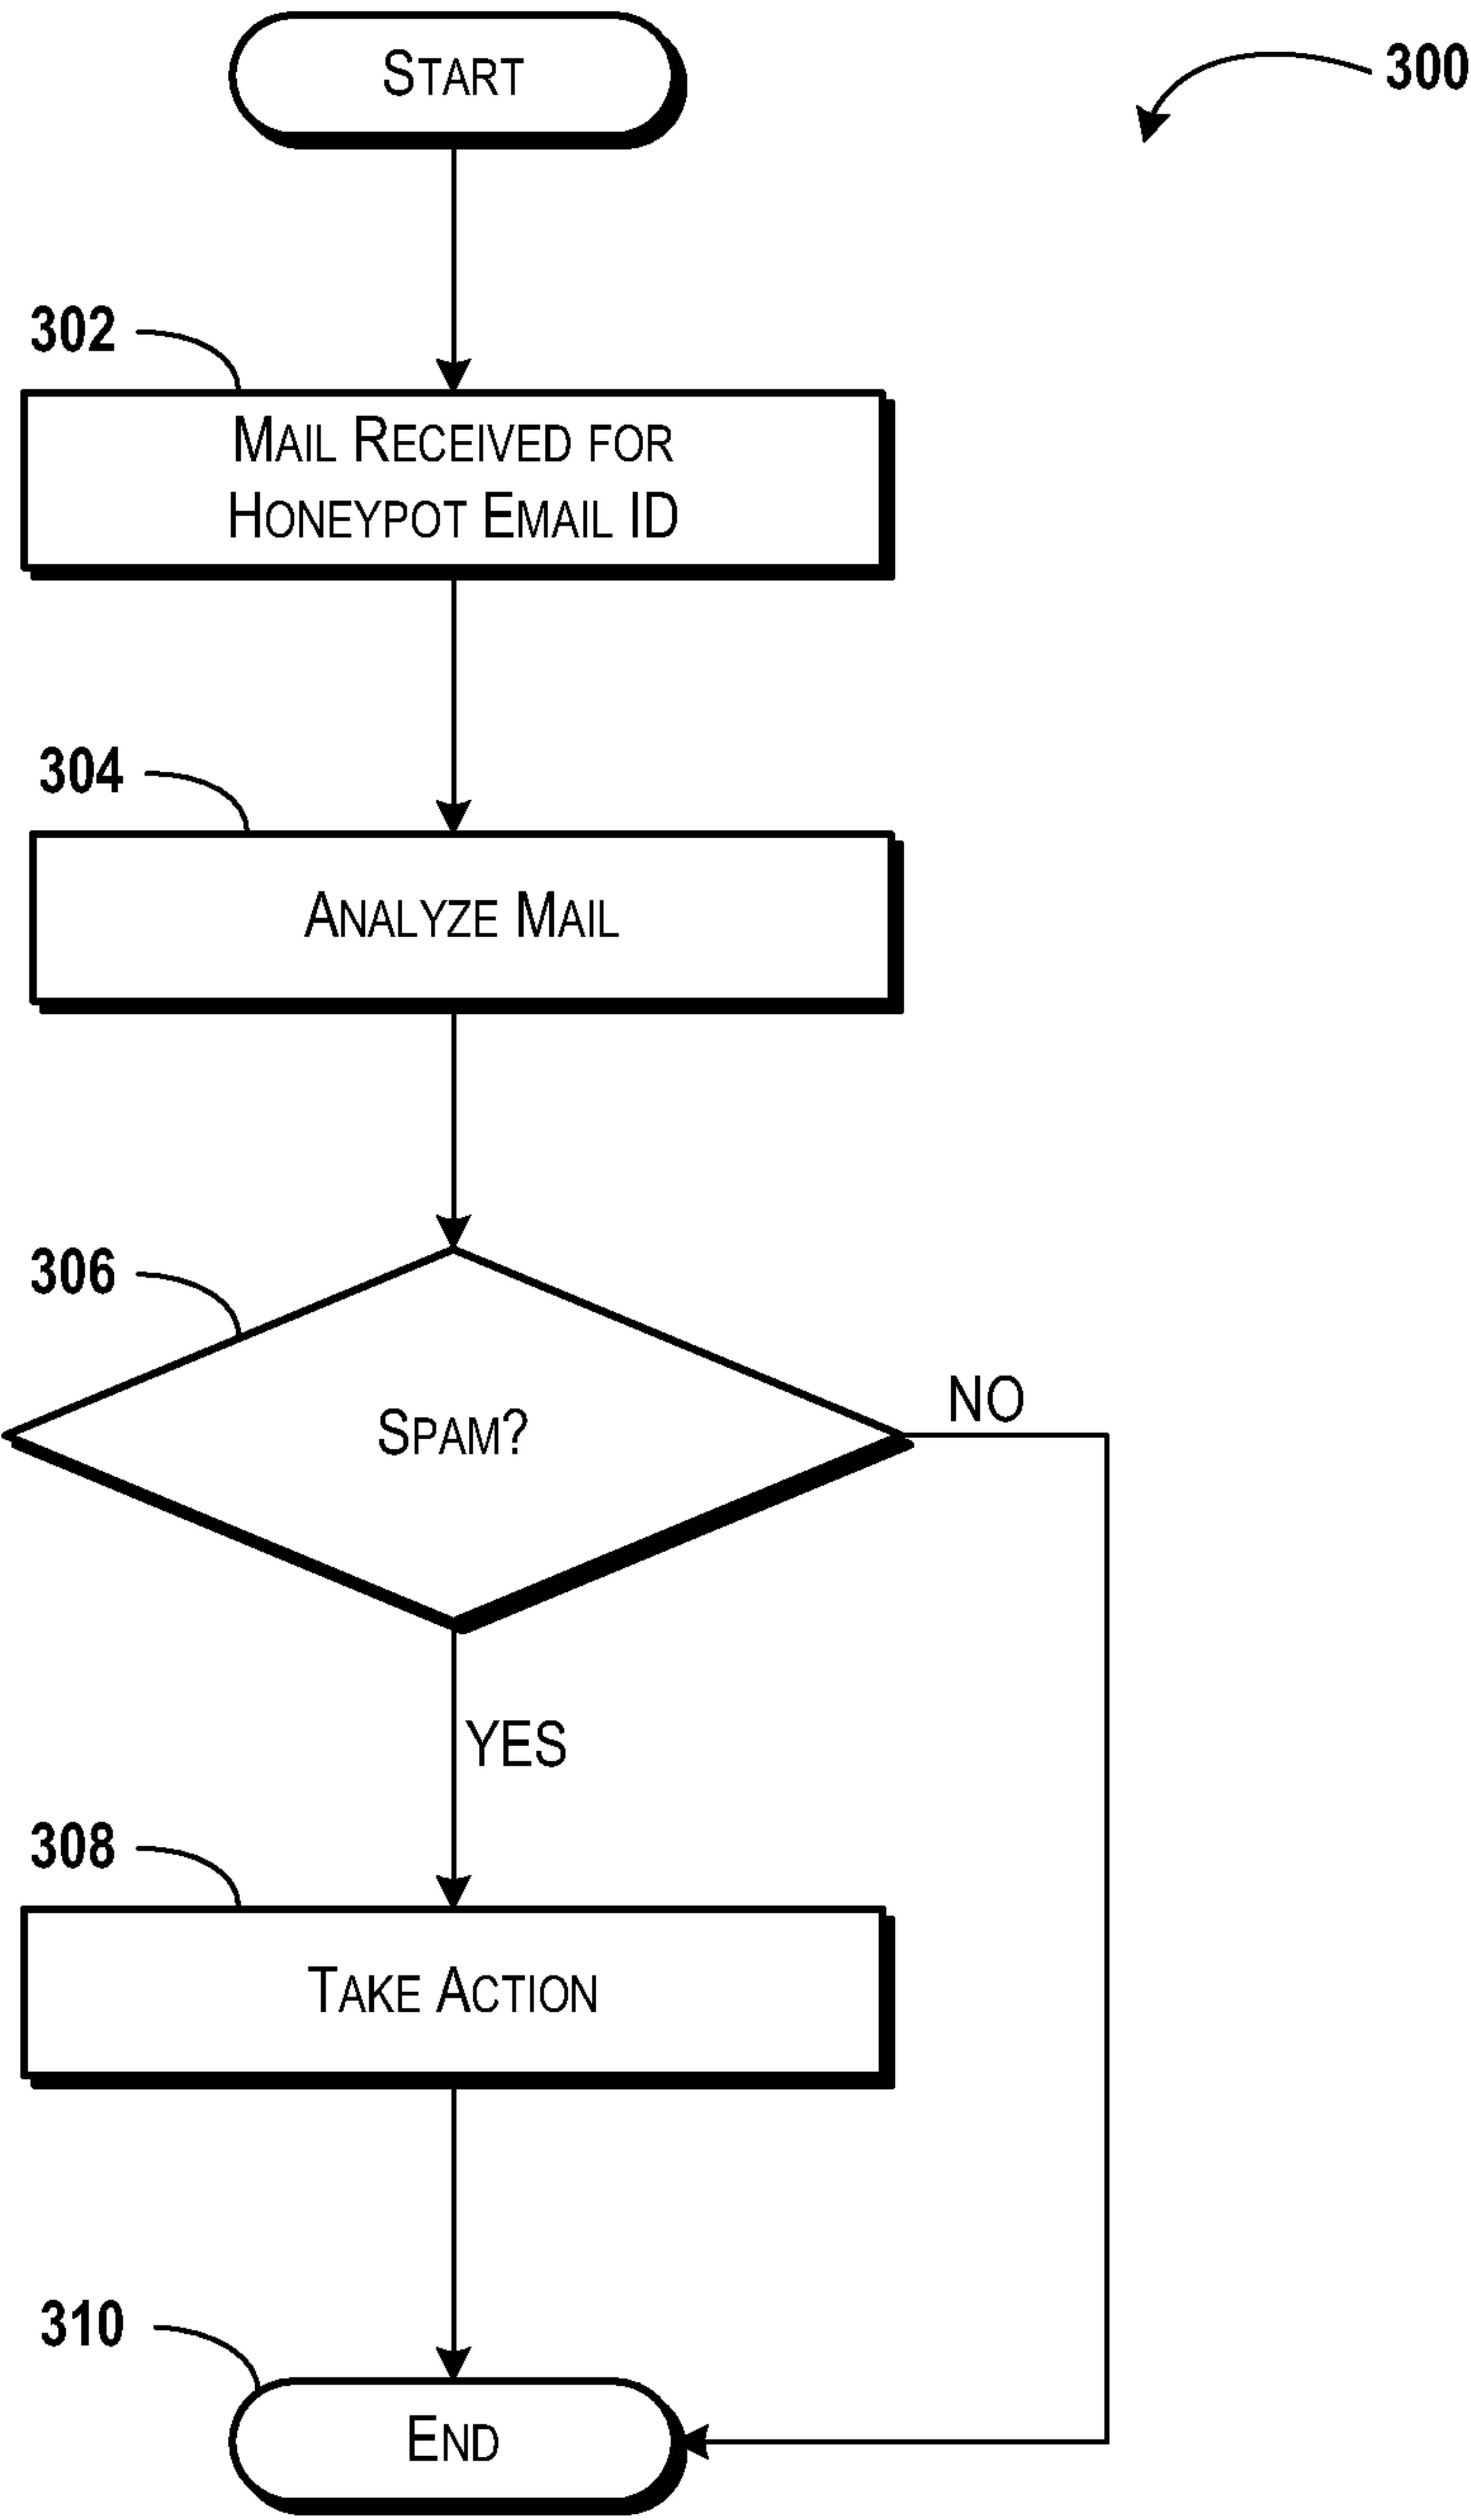 START
300
302
MAIL RECEIVED FOR
HONEYPOT EMAIL ID
304
ANALYZE MAIL
306
SPAM?
NO
YES
308
TAKE ACTION
310
END